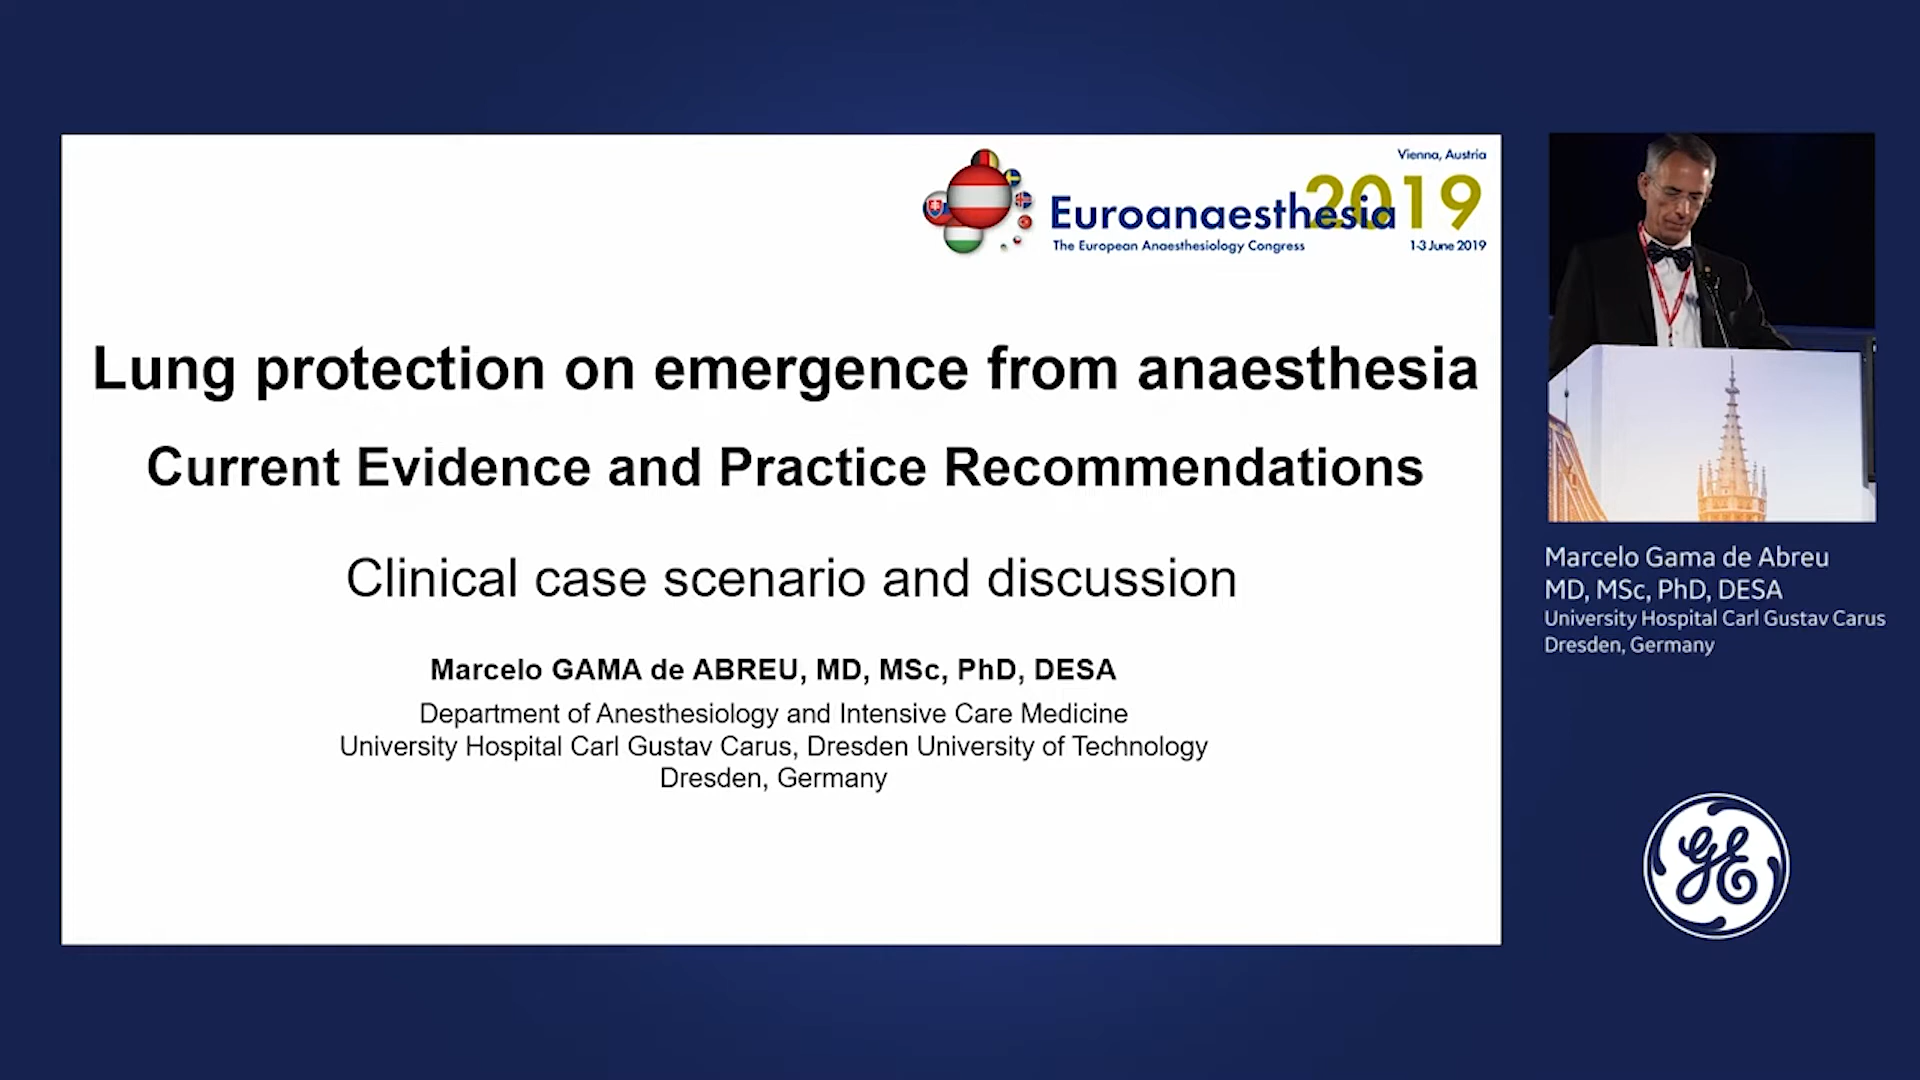 Vienna, Austria
Euroanaesthesia 2019
The European Anaesthesiology Congress
1-3 June 2019
Lung protection on emergence from anaesthesia
Current Evidence and Practice Recommendations
Clinical case scenario and discussion
Marcelo GAMA de ABREU, MD, MSc, PhD, DESA
Department of Anesthesiology and Intensive Care Medicine
University Hospital Carl Gustav Carus, Dresden University of Technology
Dresden, Germany
Marcelo Gama de Abreu
MD, MSc, PhD, DESA
University Hospital Carl Gustav Carus
Dresden, Germany
GE